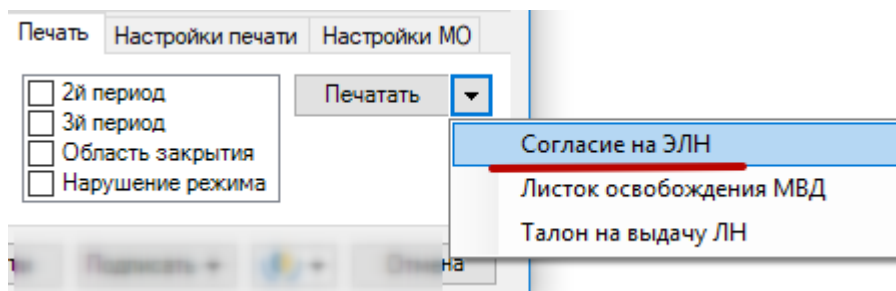 Печать Настройки печати Настройки МО
2й период
3й период
Область закрытия
Нарушение режима
Печатать
Согласие на ЭЛН
Листок освобождения МВД
Талон на выдачу ЛН